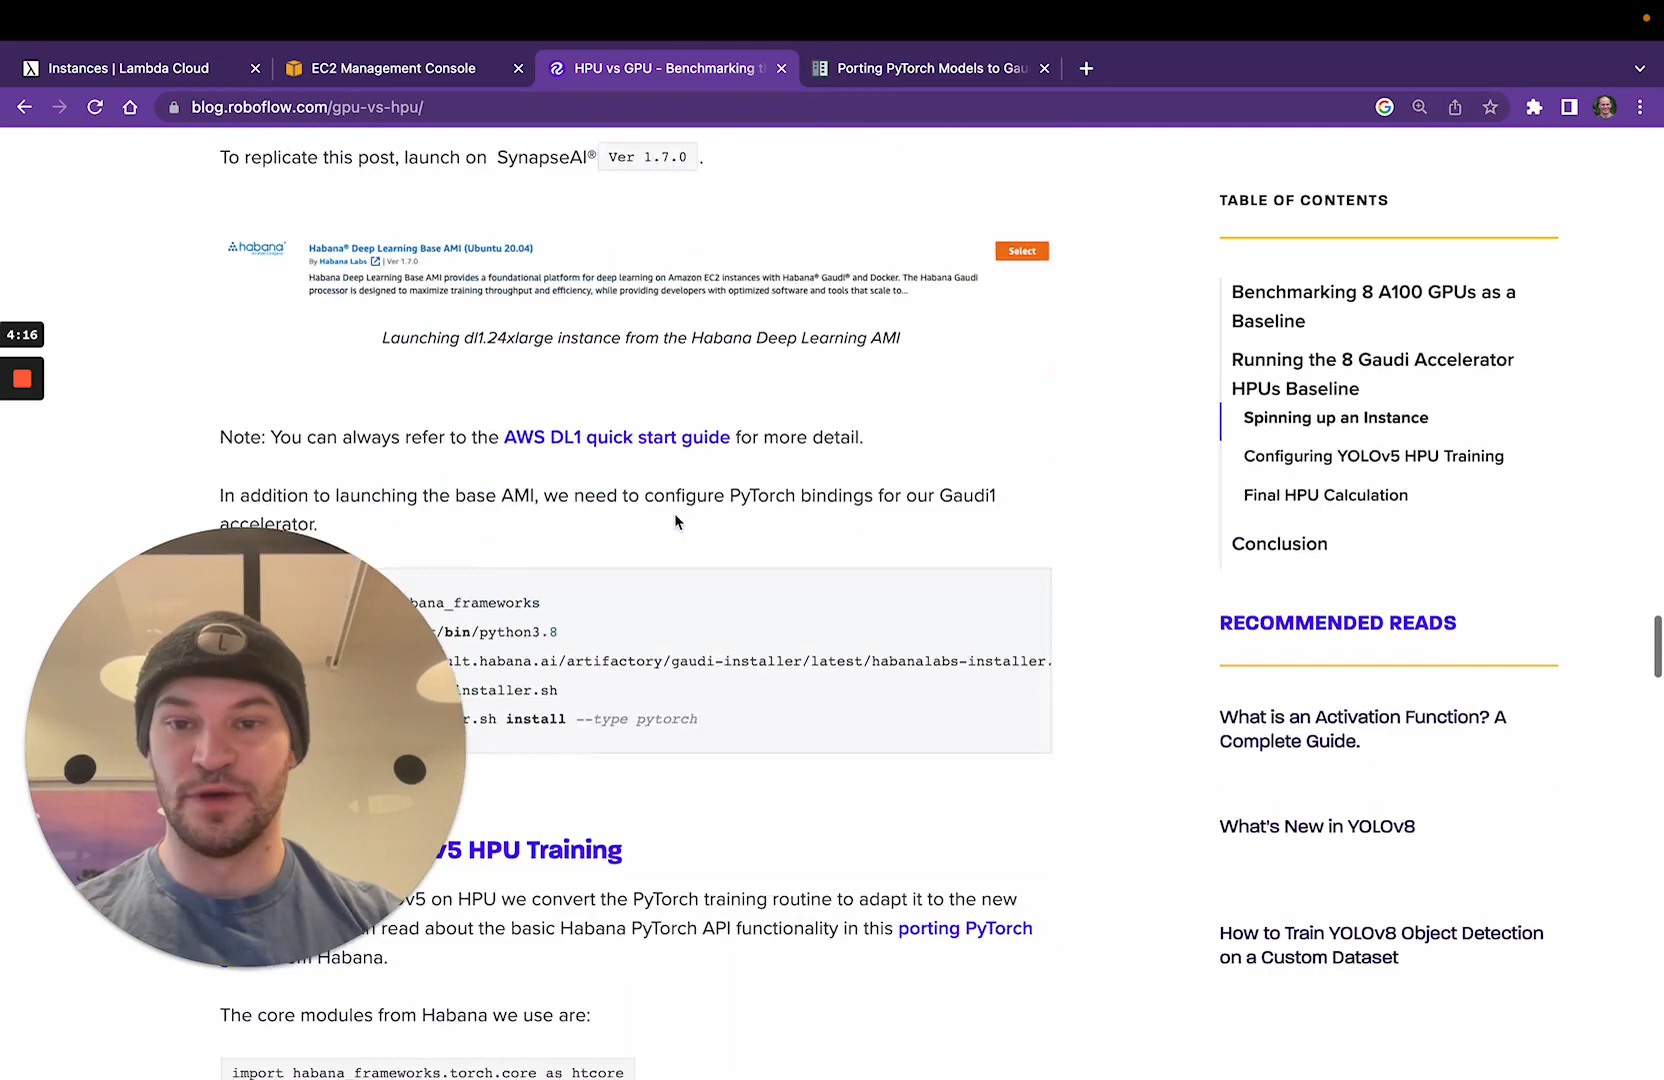 Instances | Lambda Cloud
EC2 Management Console
HPU vs GPU - Benchmarking
Porting PyTorch Models to Gau
blog.roboflow.com/gpu-vs-hpu/
To replicate this post, launch on SynapseAI® Ver 1.7.0 .
habana
Habana® Deep Learning Base AMI (Ubuntu 20.04)
By Habana Labs | Ver 1.7.0
Habana Deep Learning Base AMI provides a foundational platform for deep learning on Amazon EC2 instances with Habana® Gaudi® and Docker. The Habana Gaudi
processor is designed to maximize training throughput and efficiency, while providing developers with optimized software and tools that scale to...
Select
Launching dl1.24xlarge instance from the Habana Deep Learning AMI
4:16
Note: You can always refer to the AWS DL1 quick start guide for more detail.
In addition to launching the base AMI, we need to configure PyTorch bindings for our Gaudi1
accelerator.
bana_frameworks
/bin/python3.8
ult.habana.ai/artifactory/gaudi-installer/latest/habanalabs-installer.
installer.sh
r.sh install --type pytorch
v5 HPU Training
v5 on HPU we convert the PyTorch training routine to adapt it to the new
read about the basic Habana PyTorch API functionality in this porting PyTorch
Habana.
The core modules from Habana we use are:
import habana_frameworks.torch.core as htcore
TABLE OF CONTENTS
Benchmarking 8 A100 GPUs as a
Baseline
Running the 8 Gaudi Accelerator
HPUs Baseline
Spinning up an Instance
Configuring YOLOv5 HPU Training
Final HPU Calculation
Conclusion
RECOMMENDED READS
What is an Activation Function? A
Complete Guide.
What's New in YOLOv8
How to Train YOLOv8 Object Detection
on a Custom Dataset